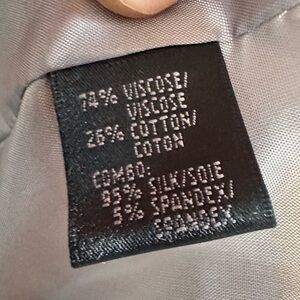 74% VISCOSE/
VISCOSE
26% COTTON/
COTON
COMBO:
95% SILK/SOIE
5% SPANDEX/
SPANDEX